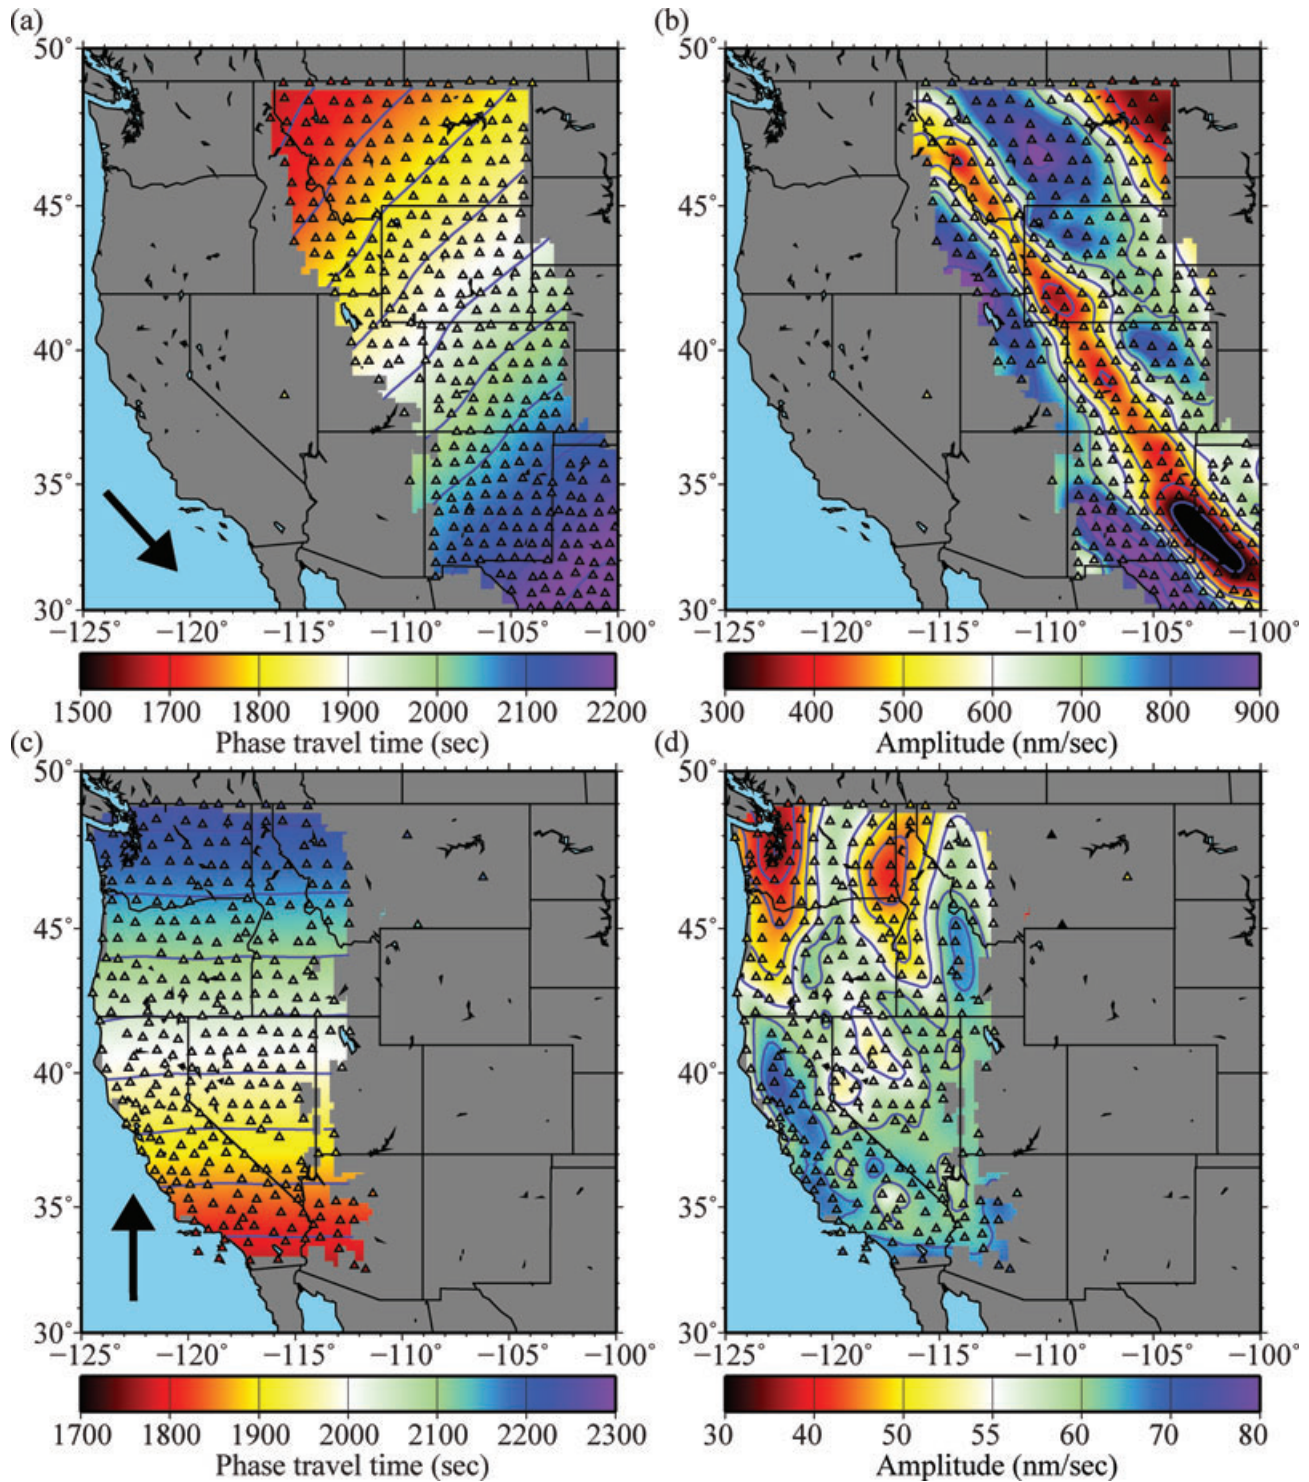 (a) (b)
50° 50°
45° 45°
40° 40°
35° 35°
30° 30°
−125 −120 −115 −110 −105 −100 −125° −120° −115° −110° −105° −100°
1500 1700 1800 1900 2000 2100 2200 300 400 500 600 700 800 900
Phase travel time (sec) Amplitude (nm/sec)
(c) (d)
50° 50°
45° 45°
40° 40°
35° 35°
30° 30°
−125 −120° −115° −110° −105° −100° −125° −120° −115° −110° −105° −100°
1700 1800 1900 2000 2100 2200 2300 30 40 50 55 60 70 80
Phase travel time (sec) Amplitude (nm/sec)